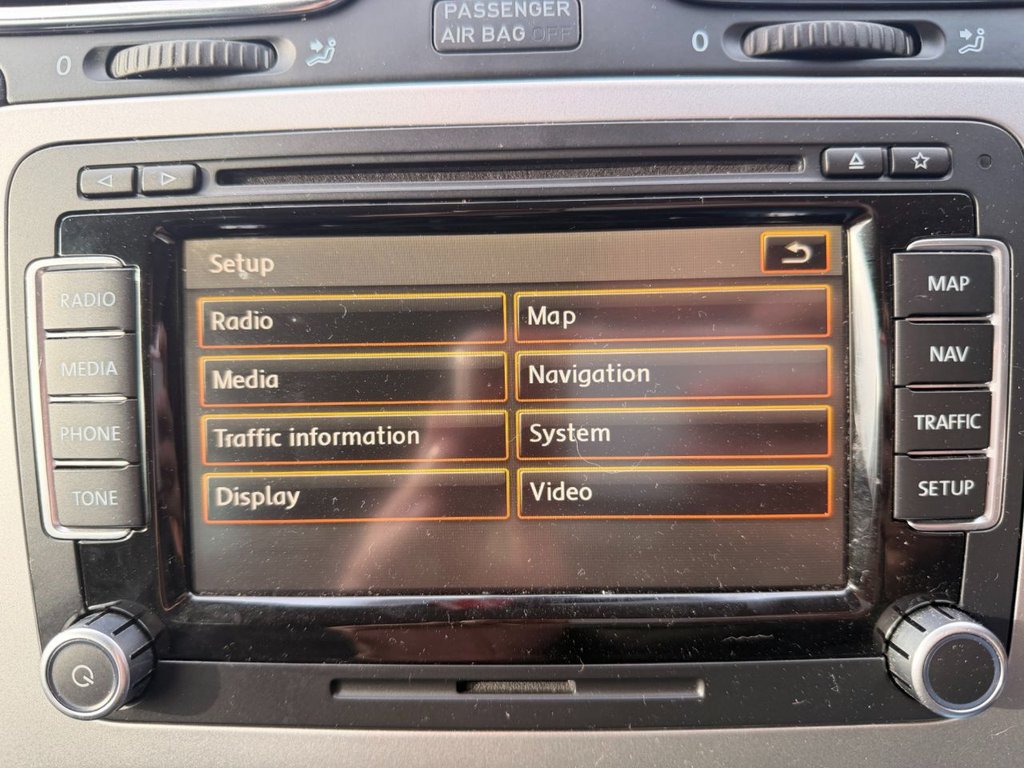 PASSENGER
AIR BAG OFF
0
0
Setup
RADIO
MEDIA
PHONE
TONE
Radio
Map
Media
Navigation
Traffic information
System
Display
Video
MAP
NAV
TRAFFIC
SETUP